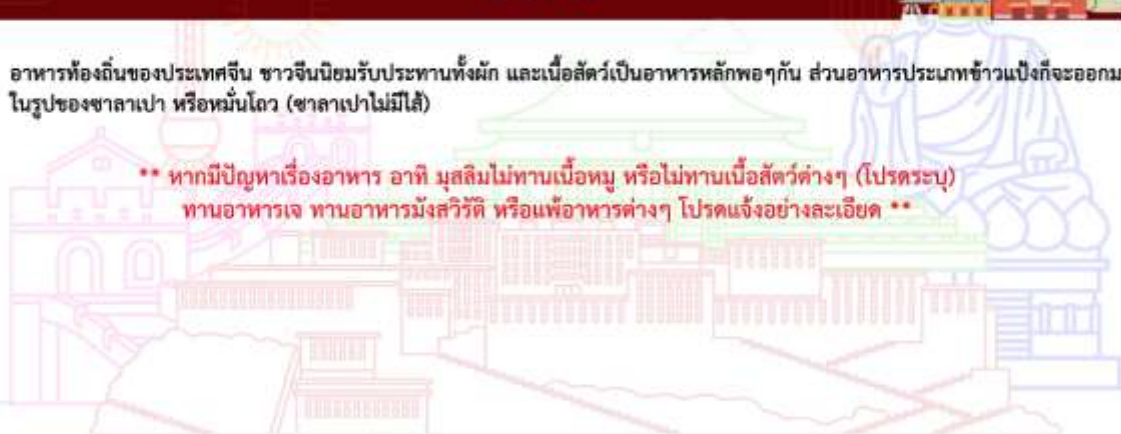 อาหารท้องถิ่นของประเทศจีน ชาวจีนนิยมรับประทานทั้งผัก และเนื้อสัตว์เป็นอาหารหลักพอๆกัน ส่วนอาหารประเภทข้าวแป้งก็จะออกม
ในรูปของซาลาเปา หรือหมั่นโถว (ซาลาเปาไม่มีไส้)
** หากมีปัญหาเรื่องอาหาร อาทิ มุสลิมไม่ทานเนื้อหมู หรือไม่ทานเนื้อสัตว์ต่างๆ (โปรดระบุ)
ทานอาหารเจ ทานอาหารมังสวิรัติ หรือแพ้อาหารต่างๆ โปรดแจ้งอย่างละเอียด **